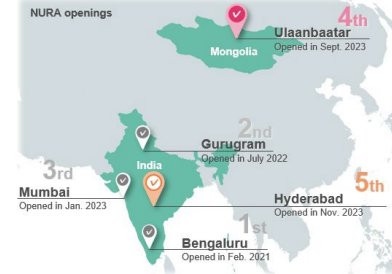 NURA openings
4th
Ulaanbaatar
Opened in Sept. 2023
Mongolia
2nd
Gurugram
Opened in July 2022
India
3rd
Mumbai
Opened in Jan. 2023
5th
Hyderabad
Opened in Nov. 2023
1st
Bengaluru
Opened in Feb. 2021